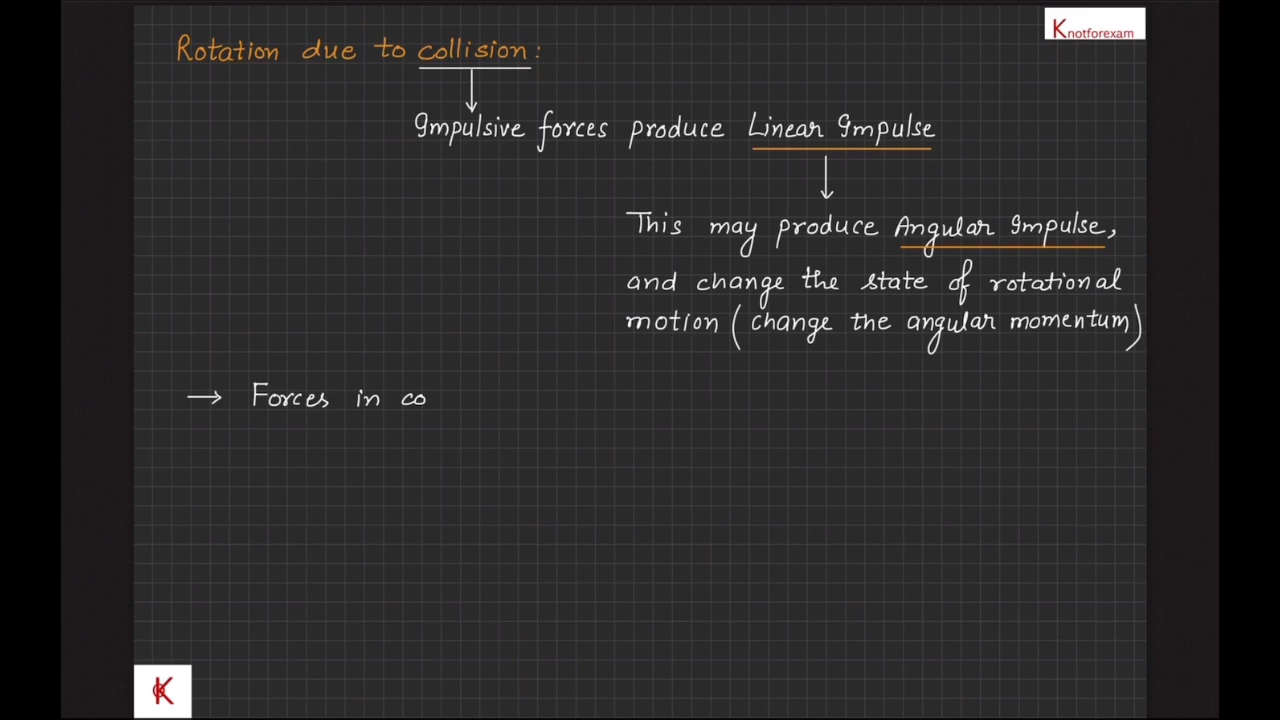 Knotforexam
Rotation due to collision:
Impulsive forces produce Linear Impulse
This may produce Angular Impulse,
and change the state of rotational
motion (change the angular momentum)
→ Forces in co
K